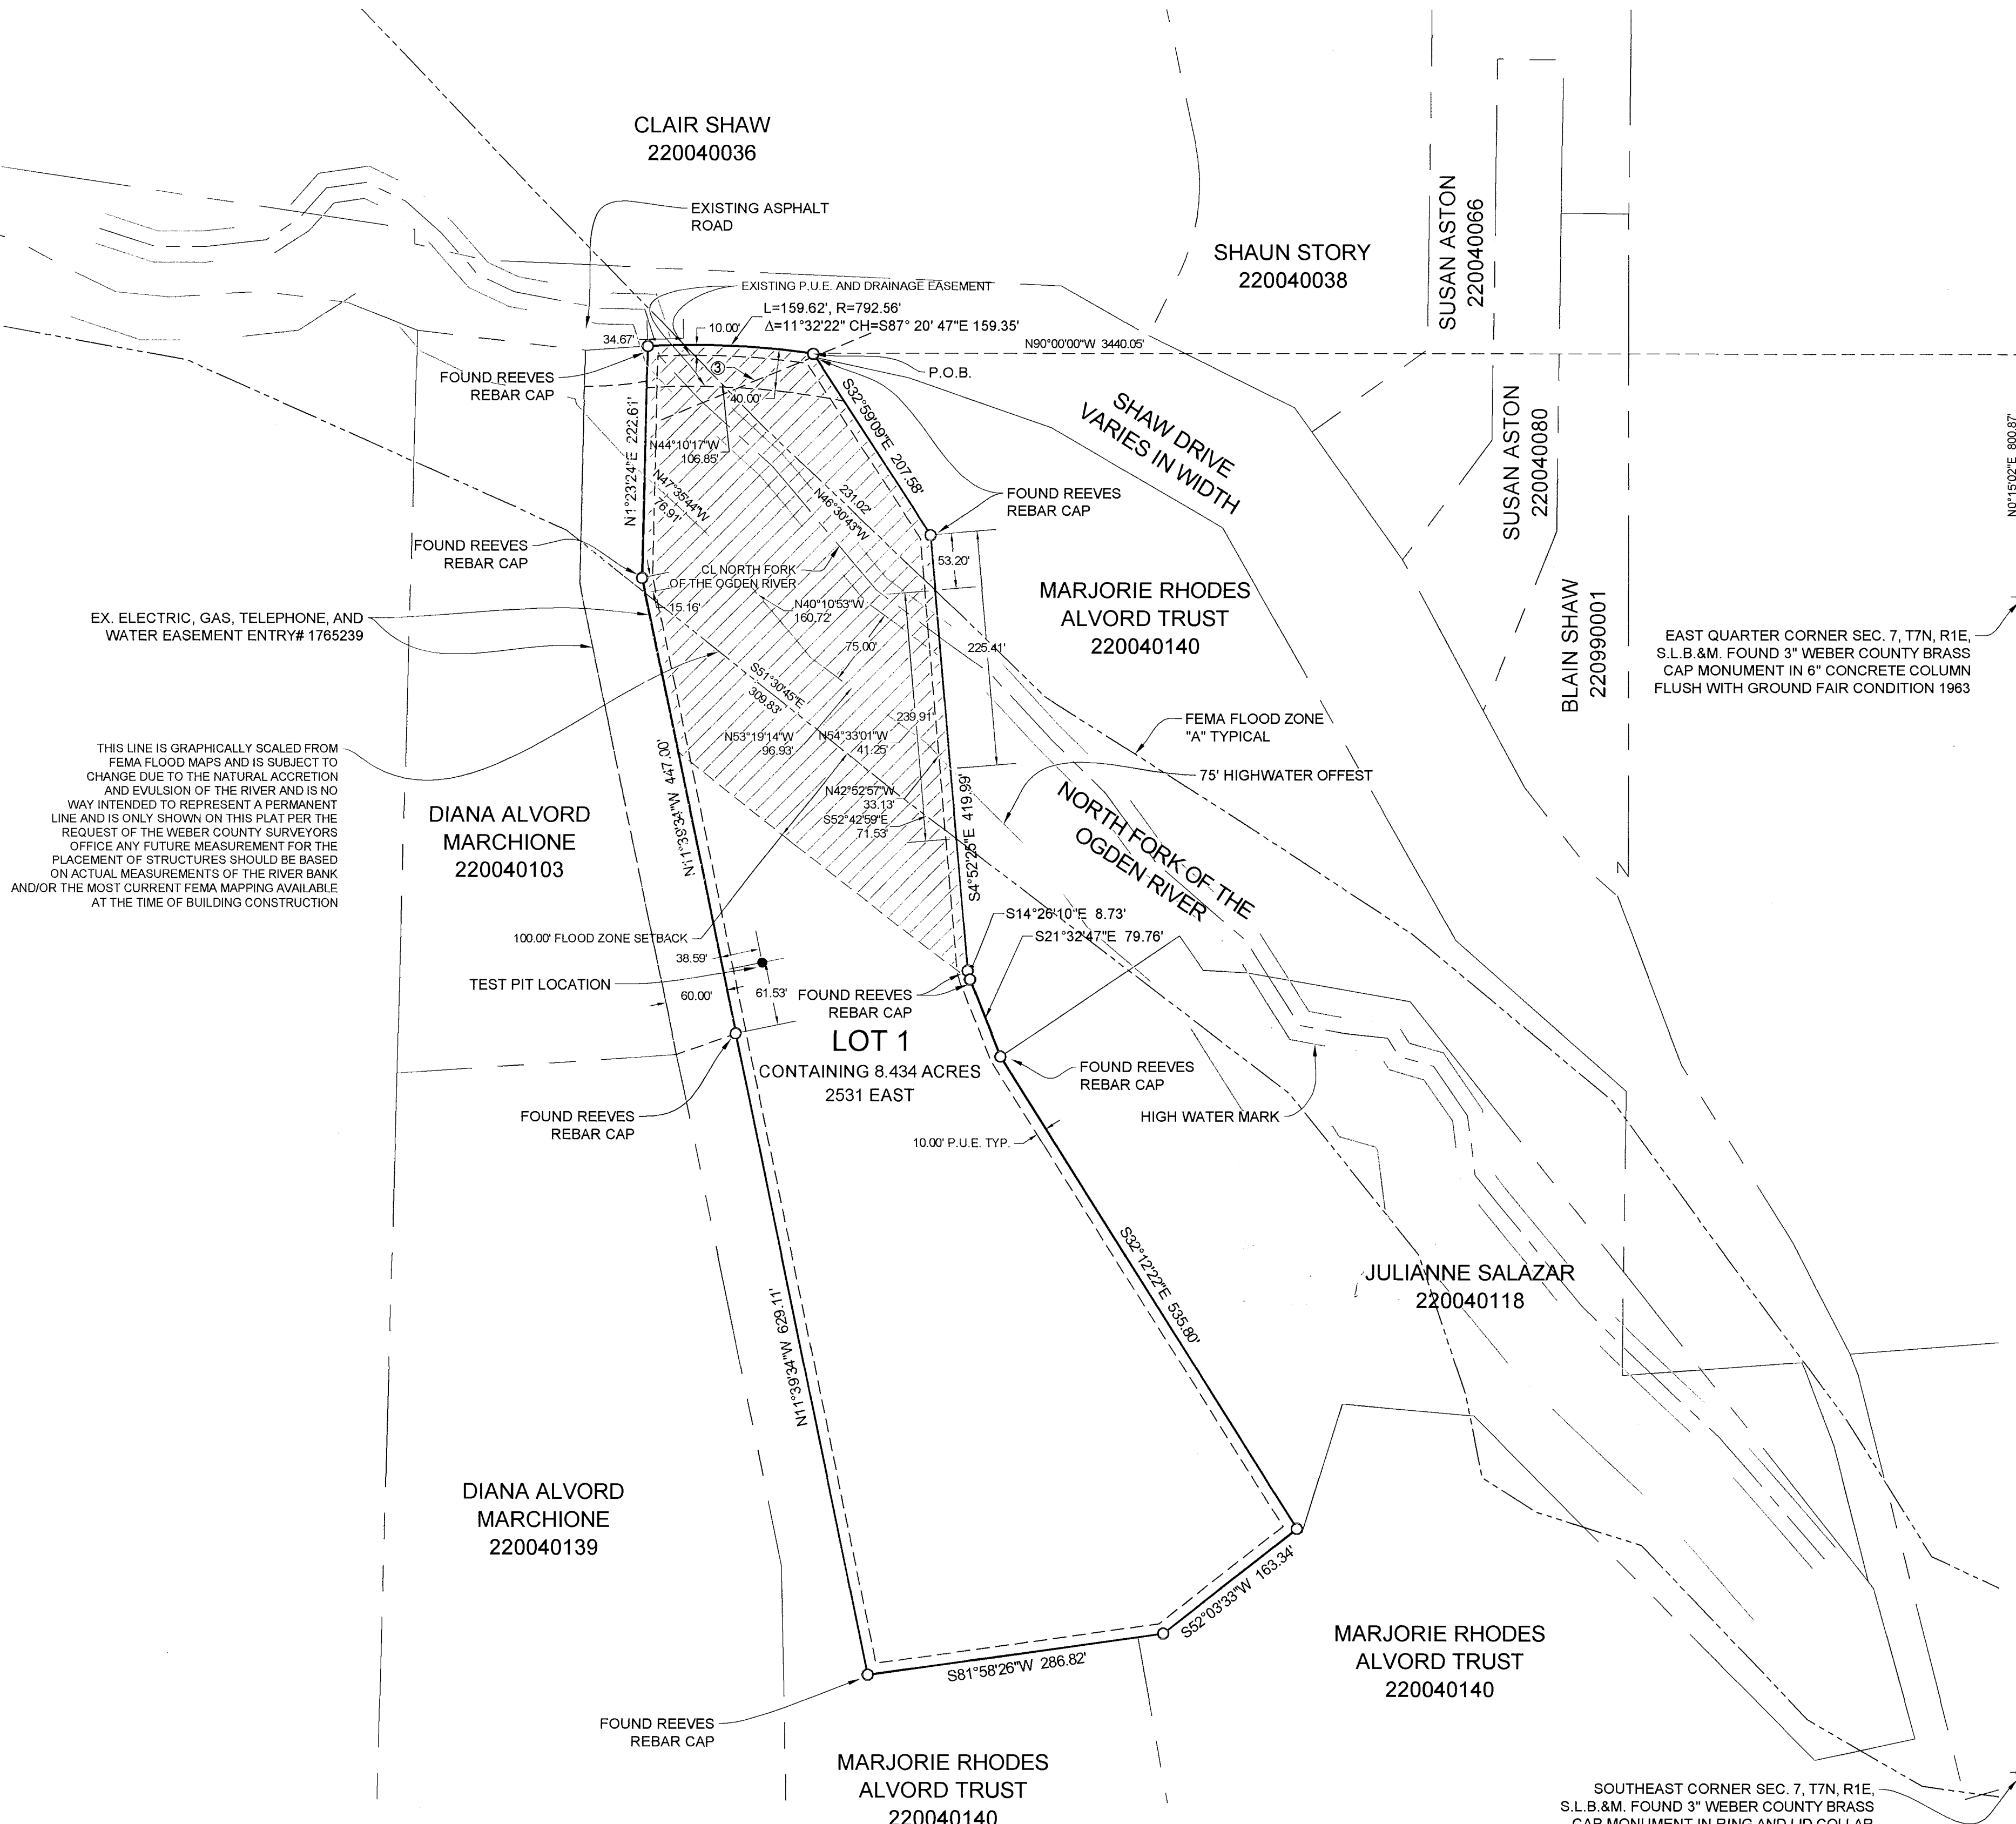 CLAIR SHAW
220040036
EXISTING ASPHALT
ROAD
SHAUN STORY
220040038
SUSAN ASTON
220040066
EXISTING P.U.E. AND DRAINAGE EASEMENT
L=159.62', R=792.56'
Δ=11°32'22" CH=S87° 20' 47"E 159.35'
10.00'
34.67'
N90°00'00"W 3440.05'
FOUND REEVES
REBAR CAP
3
40.00'
P.O.B.
S32°59'09"E 207.58'
SHAW DRIVE
VARIES IN WIDTH
SUSAN ASTON
220040080
N0°15'02"E 800.87'
N1°23'24"E 222.61'
N44°10'17"W
106.85'
N47°35'44"W
76.91'
231.02'
N46°30'43"W
FOUND REEVES
REBAR CAP
FOUND REEVES
REBAR CAP
53.20'
CL NORTH FORK
OF THE OGDEN RIVER
MARJORIE RHODES
ALVORD TRUST
220040140
BLAIN SHAW
220990001
EX. ELECTRIC, GAS, TELEPHONE, AND
WATER EASEMENT ENTRY# 1765239
15.16'
N40°10'53"W
160.72'
75.00'
225.41'
EAST QUARTER CORNER SEC. 7, T7N, R1E,
S.L.B.&M. FOUND 3" WEBER COUNTY BRASS
CAP MONUMENT IN 6" CONCRETE COLUMN
FLUSH WITH GROUND FAIR CONDITION 1963
S51°30'45"E
309.83'
239.91'
FEMA FLOOD ZONE
"A" TYPICAL
N53°19'14"W
96.93'
N54°33'01"W
41.25'
THIS LINE IS GRAPHICALLY SCALED FROM
FEMA FLOOD MAPS AND IS SUBJECT TO
CHANGE DUE TO THE NATURAL ACCRETION
AND EVULSION OF THE RIVER AND IS NO
WAY INTENDED TO REPRESENT A PERMANENT
LINE AND IS ONLY SHOWN ON THIS PLAT PER THE
REQUEST OF THE WEBER COUNTY SURVEYORS
OFFICE ANY FUTURE MEASUREMENT FOR THE
PLACEMENT OF STRUCTURES SHOULD BE BASED
ON ACTUAL MEASUREMENTS OF THE RIVER BANK
AND/OR THE MOST CURRENT FEMA MAPPING AVAILABLE
AT THE TIME OF BUILDING CONSTRUCTION
N11°39'34"W 447.00'
75' HIGHWATER OFFEST
N42°52'57"W
33.13'
S52°42'59"E
71.53'
S4°52'25"E 419.99'
NORTH FORK OF THE
OGDEN RIVER
DIANA ALVORD
MARCHIONE
220040103
S14°26'10"E 8.73'
S21°32'47"E 79.76'
100.00' FLOOD ZONE SETBACK
38.59'
TEST PIT LOCATION
60.00'
61.53'
FOUND REEVES
REBAR CAP
LOT 1
CONTAINING 8.434 ACRES
2531 EAST
FOUND REEVES
REBAR CAP
FOUND REEVES
REBAR CAP
HIGH WATER MARK
10.00' P.U.E. TYP.
S32°12'22"E 535.80'
JULIANNE SALAZAR
220040118
N11°39'34"W 629.11'
DIANA ALVORD
MARCHIONE
220040139
S52°03'33"W 163.34'
S81°58'26"W 286.82'
MARJORIE RHODES
ALVORD TRUST
220040140
FOUND REEVES
REBAR CAP
MARJORIE RHODES
ALVORD TRUST
220040140
SOUTHEAST CORNER SEC. 7, T7N, R1E,
S.L.B.&M. FOUND 3" WEBER COUNTY BRASS
CAP MONUMENT IN RING AND LID COLLAR